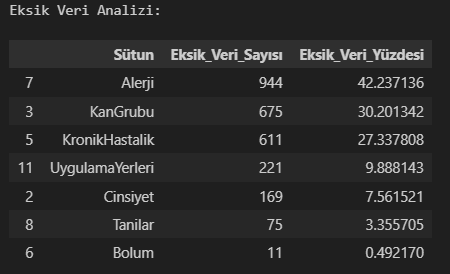 Eksik Veri Analizi:
Sütun Eksik_Veri_Sayısı Eksik_Veri_Yüzdesi
7 Alerji 944 42.237136
3 KanGrubu 675 30.201342
5 KronikHastalik 611 27.337808
11 UygulamaYerleri 221 9.888143
2 Cinsiyet 169 7.561521
8 Tanilar 75 3.355705
6 Bolum 11 0.492170